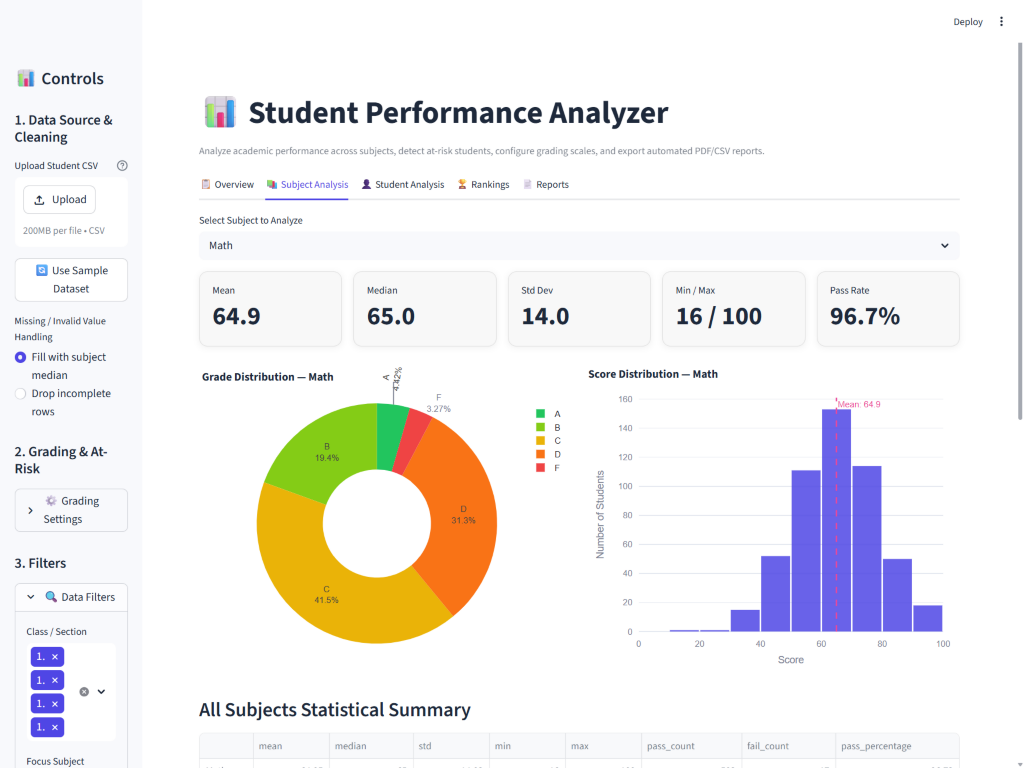 Deploy
Controls
1. Data Source &
Cleaning
Upload Student CSV
Upload
200MB per file • CSV
Use Sample
Dataset
Missing / Invalid Value
Handling
Fill with subject
median
Drop incomplete
rows
2. Grading & At-
Risk
Grading
Settings
3. Filters
Data Filters
Class / Section
1. ×
1. ×
1. ×
1. ×
Focus Subject
Student Performance Analyzer
Analyze academic performance across subjects, detect at-risk students, configure grading scales, and export automated PDF/CSV reports.
Overview
Subject Analysis
Student Analysis
Rankings
Reports
Select Subject to Analyze
Math
Mean
64.9
Median
65.0
Std Dev
14.0
Min / Max
16 / 100
Pass Rate
96.7%
Grade Distribution — Math
A
4.42%
F
3.27%
B
19.4%
D
31.3%
C
41.5%
A
B
C
D
F
Score Distribution — Math
Mean: 64.9
160
140
120
100
80
60
40
20
0
Number of Students
0 20 40 60 80 100
Score
All Subjects Statistical Summary
mean median std min max pass_count fail_count pass_percentage